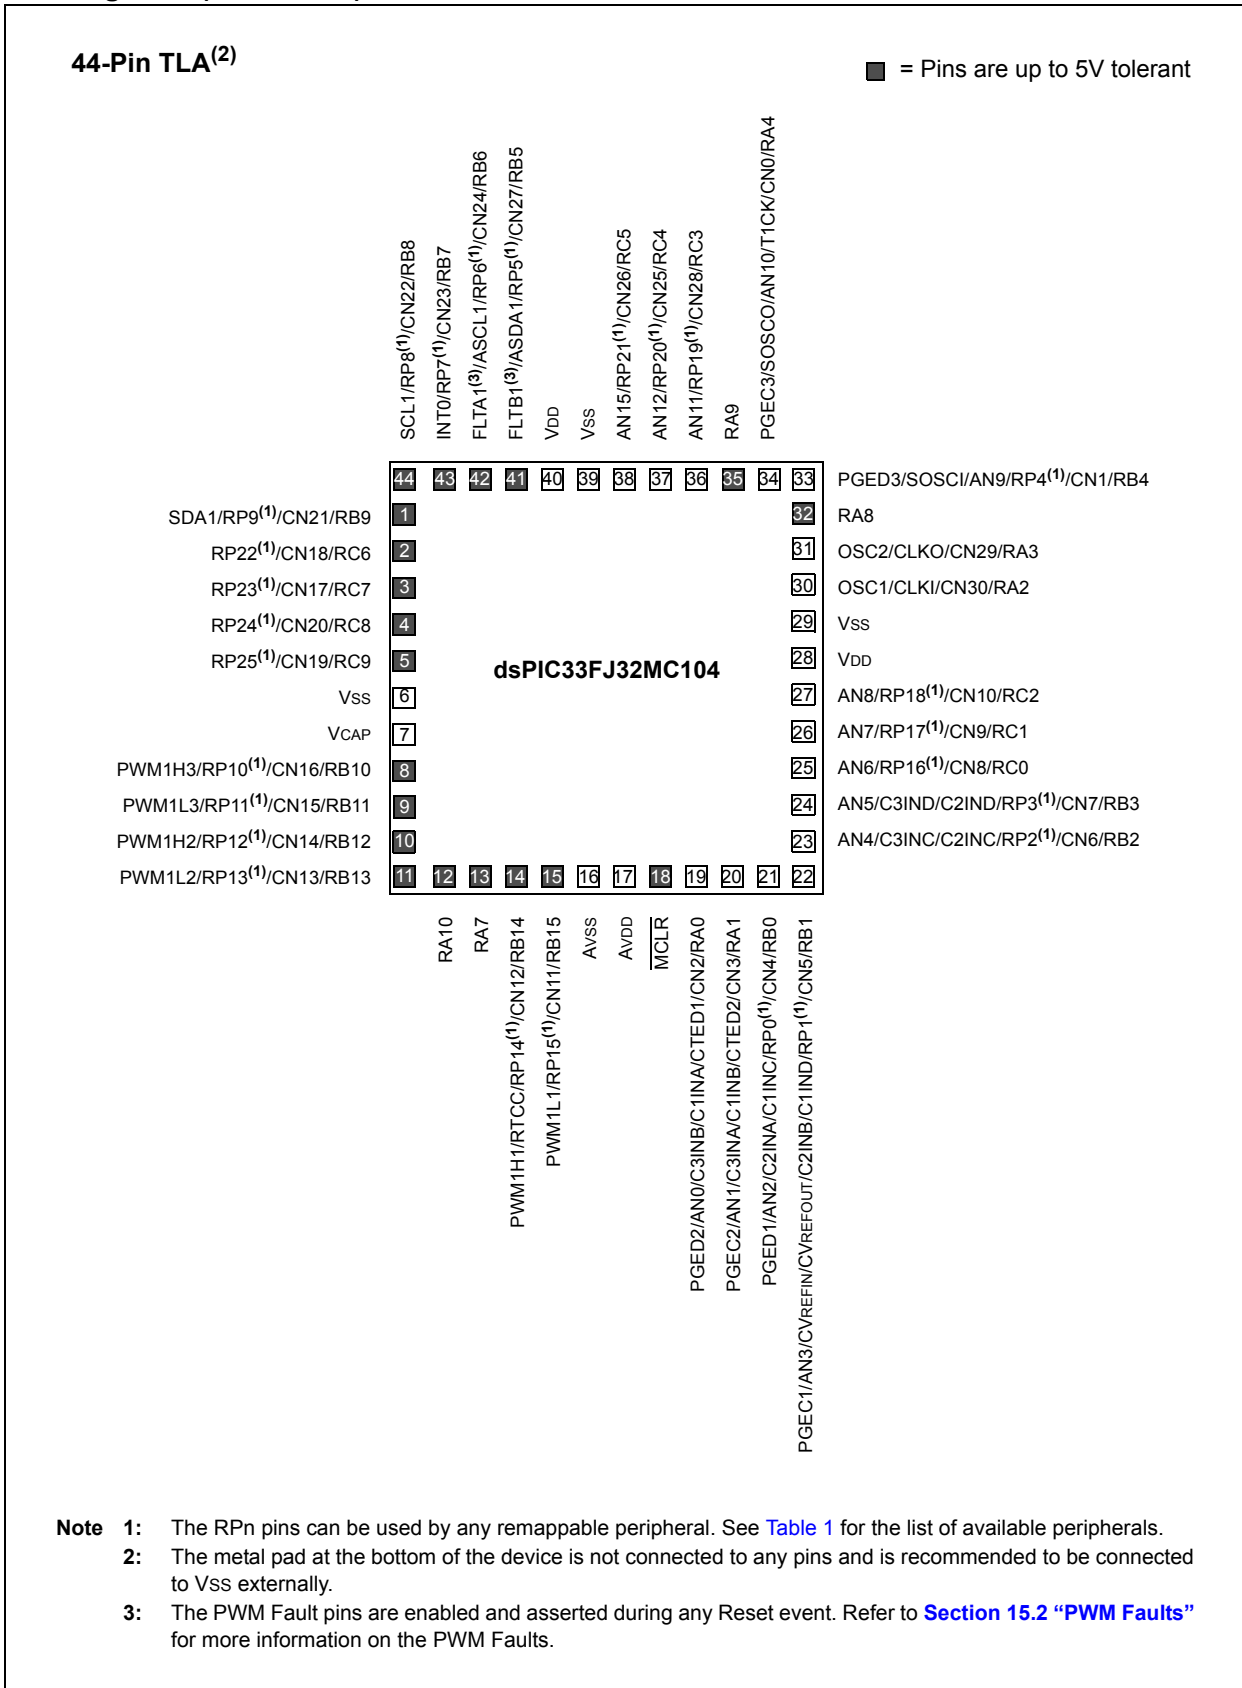 44-Pin TLA(2)
= Pins are up to 5V tolerant
SCL1/RP8(1)/CN22/RB8
INT0/RP7(1)/CN23/RB7
FLTA1(3)/ASCL1/RP6(1)/CN24/RB6
FLTB1(3)/ASDA1/RP5(1)/CN27/RB5
VDD
VSS
AN15/RP21(1)/CN26/RC5
AN12/RP20(1)/CN25/RC4
AN11/RP19(1)/CN28/RC3
RA9
PGEC3/SOSCO/AN10/T1CK/CN0/RA4
44 43 42 41 40 39 38 37 36 35 34 33 PGED3/SOSCI/AN9/RP4(1)/CN1/RB4
SDA1/RP9(1)/CN21/RB9 1
32 RA8
RP22(1)/CN18/RC6 2
31 OSC2/CLKO/CN29/RA3
RP23(1)/CN17/RC7 3
30 OSC1/CLKI/CN30/RA2
RP24(1)/CN20/RC8 4
29 VSS
RP25(1)/CN19/RC9 5
dsPIC33FJ32MC104
28 VDD
VSS 6
27 AN8/RP18(1)/CN10/RC2
VCAP 7
26 AN7/RP17(1)/CN9/RC1
PWM1H3/RP10(1)/CN16/RB10 8
25 AN6/RP16(1)/CN8/RC0
PWM1L3/RP11(1)/CN15/RB11 9
24 AN5/C3IND/C2IND/RP3(1)/CN7/RB3
PWM1H2/RP12(1)/CN14/RB12 10
23 AN4/C3INC/C2INC/RP2(1)/CN6/RB2
PWM1L2/RP13(1)/CN13/RB13 11 12 13 14 15 16 17 18 19 20 21 22
RA10
RA7
PWM1H1/RTCC/RP14(1)/CN12/RB14
PWM1L1/RP15(1)/CN11/RB15
AVSS
AVDD
MCLR
PGED2/AN0/C3INB/C1INA/CTED1/CN2/RA0
PGEC2/AN1/C3INA/C1INB/CTED2/CN3/RA1
PGED1/AN2/C2INA/C1INC/RP0(1)/CN4/RB0
PGEC1/AN3/CVREFIN/CVREFOUT/C2INB/C1IND/RP1(1)/CN5/RB1
Note 1: The RPn pins can be used by any remappable peripheral. See Table 1 for the list of available peripherals.
2: The metal pad at the bottom of the device is not connected to any pins and is recommended to be connected
to VSS externally.
3: The PWM Fault pins are enabled and asserted during any Reset event. Refer to Section 15.2 “PWM Faults”
for more information on the PWM Faults.